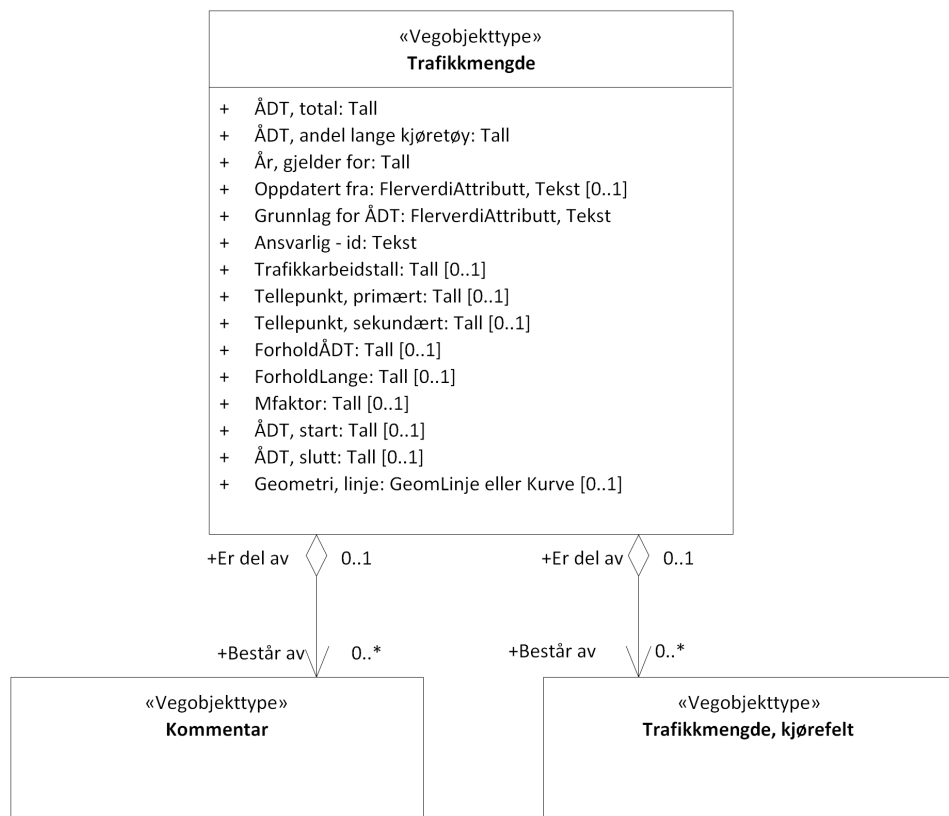 «Vegobjekttype»
Trafikkmengde
+ ÅDT, total: Tall
+ ÅDT, andel lange kjøretøy: Tall
+ År, gjelder for: Tall
+ Oppdatert fra: FlerverdiAttributt, Tekst [0..1]
+ Grunnlag for ÅDT: FlerverdiAttributt, Tekst
+ Ansvarlig - id: Tekst
+ Trafikkarbeidstall: Tall [0..1]
+ Tellepunkt, primært: Tall [0..1]
+ Tellepunkt, sekundært: Tall [0..1]
+ ForholdÅDT: Tall [0..1]
+ ForholdLange: Tall [0..1]
+ Mfaktor: Tall [0..1]
+ ÅDT, start: Tall [0..1]
+ ÅDT, slutt: Tall [0..1]
+ Geometri, linje: GeomLinje eller Kurve [0..1]
+Er del av 0..1
+Er del av 0..1
+Består av 0..*
+Består av 0..*
«Vegobjekttype»
Kommentar
«Vegobjekttype»
Trafikkmengde, kjørefelt